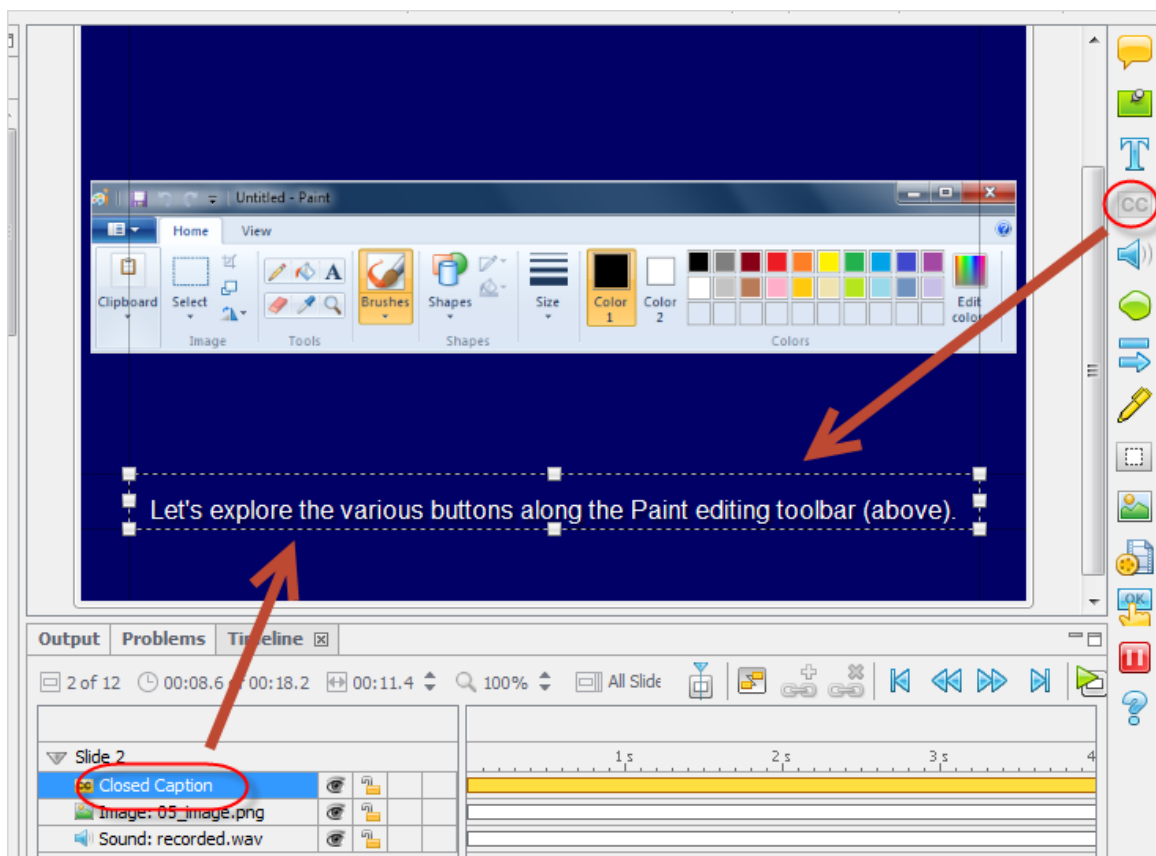 Untitled - Paint
Home View
Clipboard Select Brushes Shapes Size Color 1 Color 2 Edit colors
Image Tools Shapes Colors
A
T
CC
Let's explore the various buttons along the Paint editing toolbar (above).
OK
Output Problems Timeline
2 of 12 00:08.6 of 00:18.2 00:11.4 100% All Slide
Slide 2
1 s 2 s 3 s 4
CC Closed Caption
Image: 05_image.png
Sound: recorded.wav